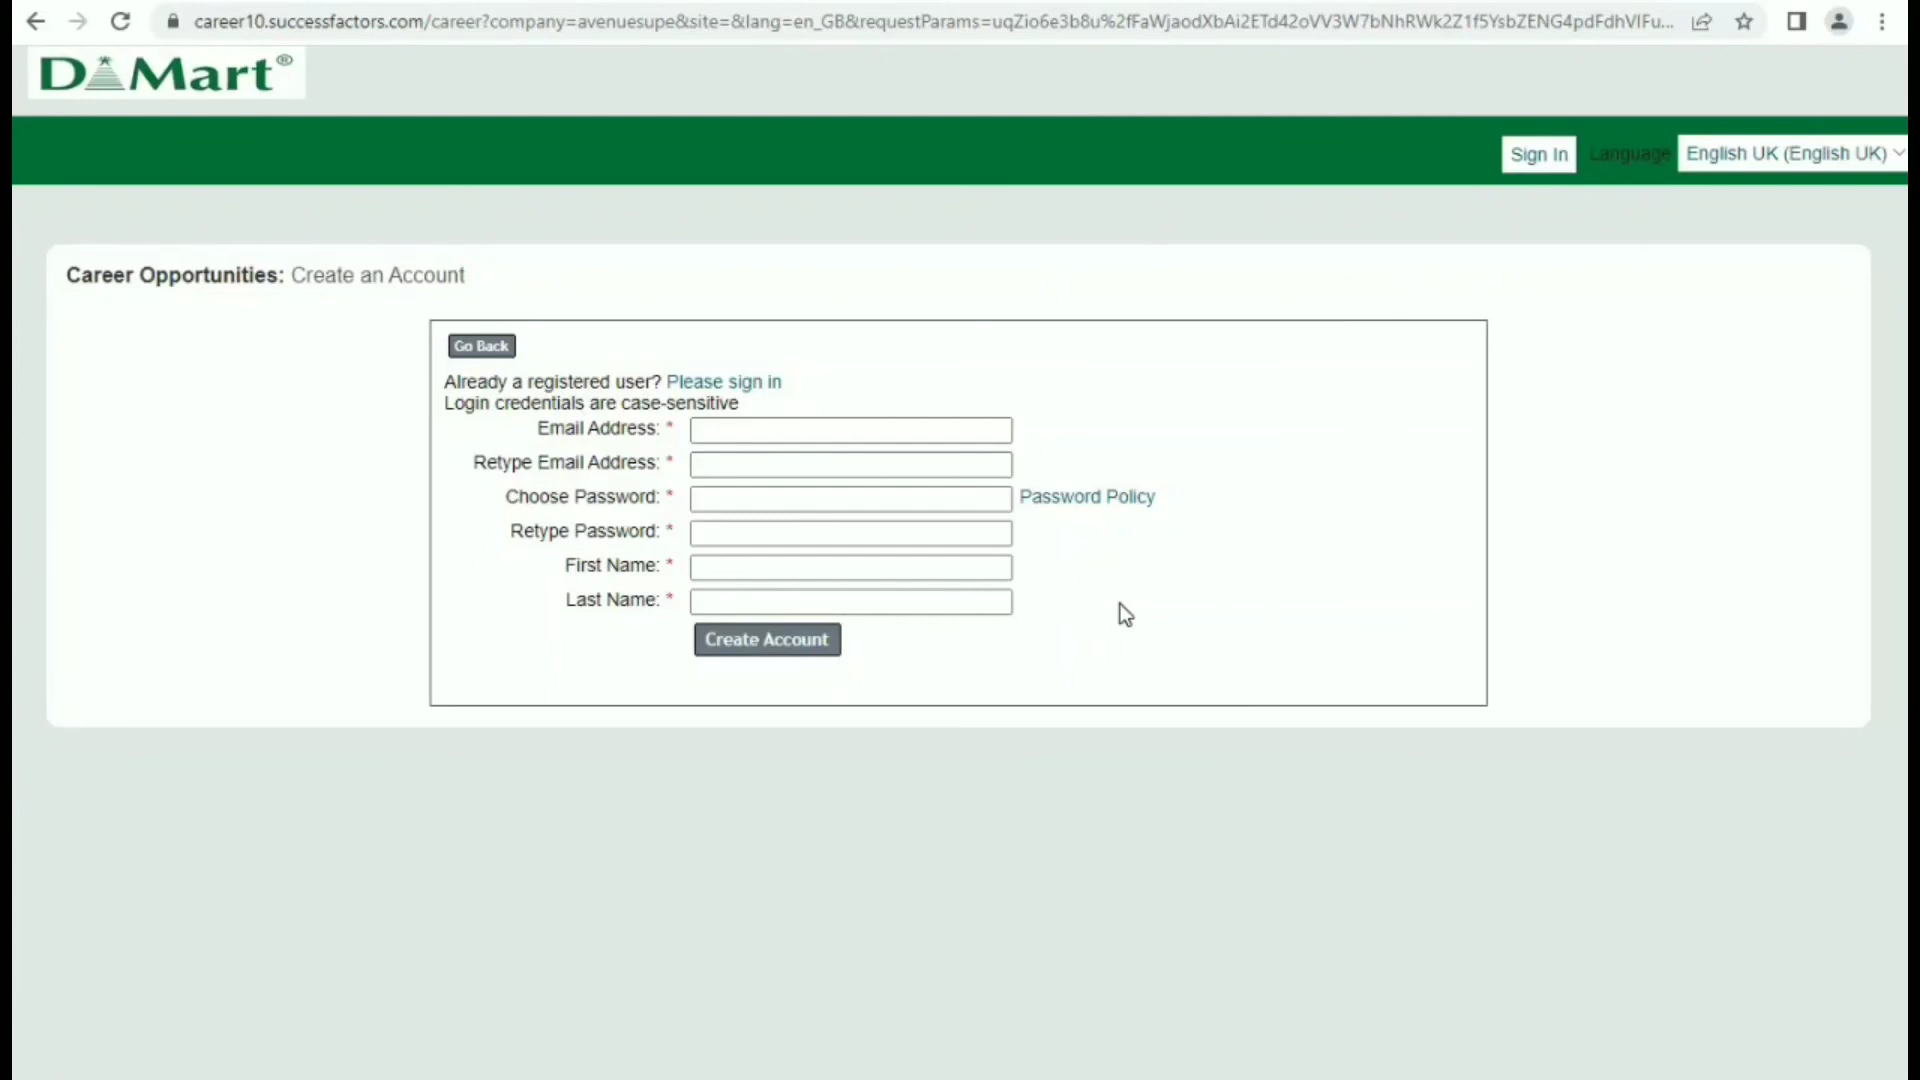 career10.successfactors.com/career?company=avenuesupe&site=&lang=en_GB&requestParams=uqZio6e3b8u%2fFaWjaodXbAi2ETd42oVV3W7bNhRWk2Z1f5YsbZENG4pdFdhVIFu...
DMart®
Sign In Language English UK (English UK)
Career Opportunities: Create an Account
Go Back
Already a registered user? Please sign in
Login credentials are case-sensitive
Email Address: *
Retype Email Address: *
Choose Password: * Password Policy
Retype Password: *
First Name: *
Last Name: *
Create Account